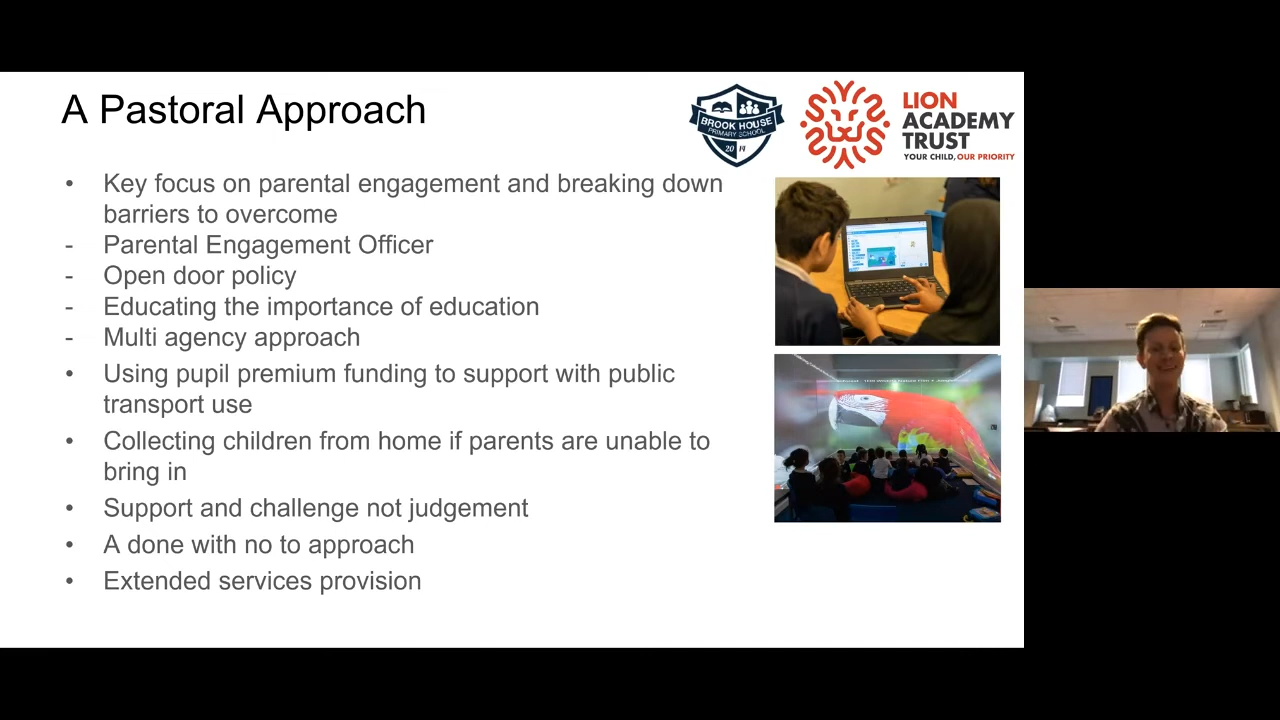 A Pastoral Approach
BROOK HOUSE
PRIMARY SCHOOL
20 19
LION
ACADEMY
TRUST
YOUR CHILD, OUR PRIORITY
• Key focus on parental engagement and breaking down
barriers to overcome
- Parental Engagement Officer
- Open door policy
- Educating the importance of education
- Multi agency approach
• Using pupil premium funding to support with public
transport use
• Collecting children from home if parents are unable to
bring in
• Support and challenge not judgement
• A done with no to approach
• Extended services provision